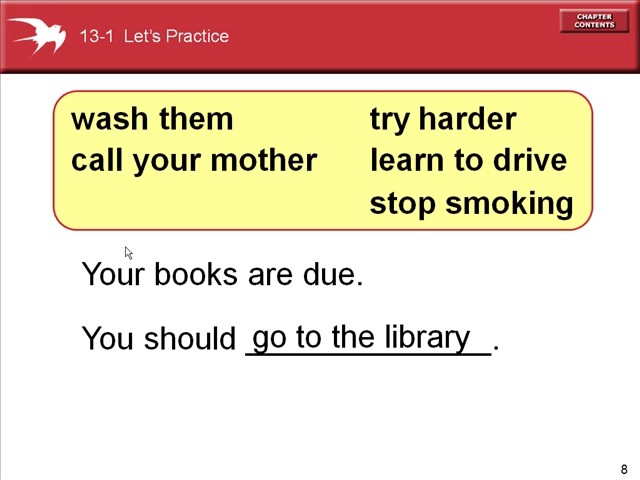 13-1 Let's Practice
CHAPTER
CONTENTS
wash them
call your mother
try harder
learn to drive
stop smoking
Your books are due.
You should go to the library.
8